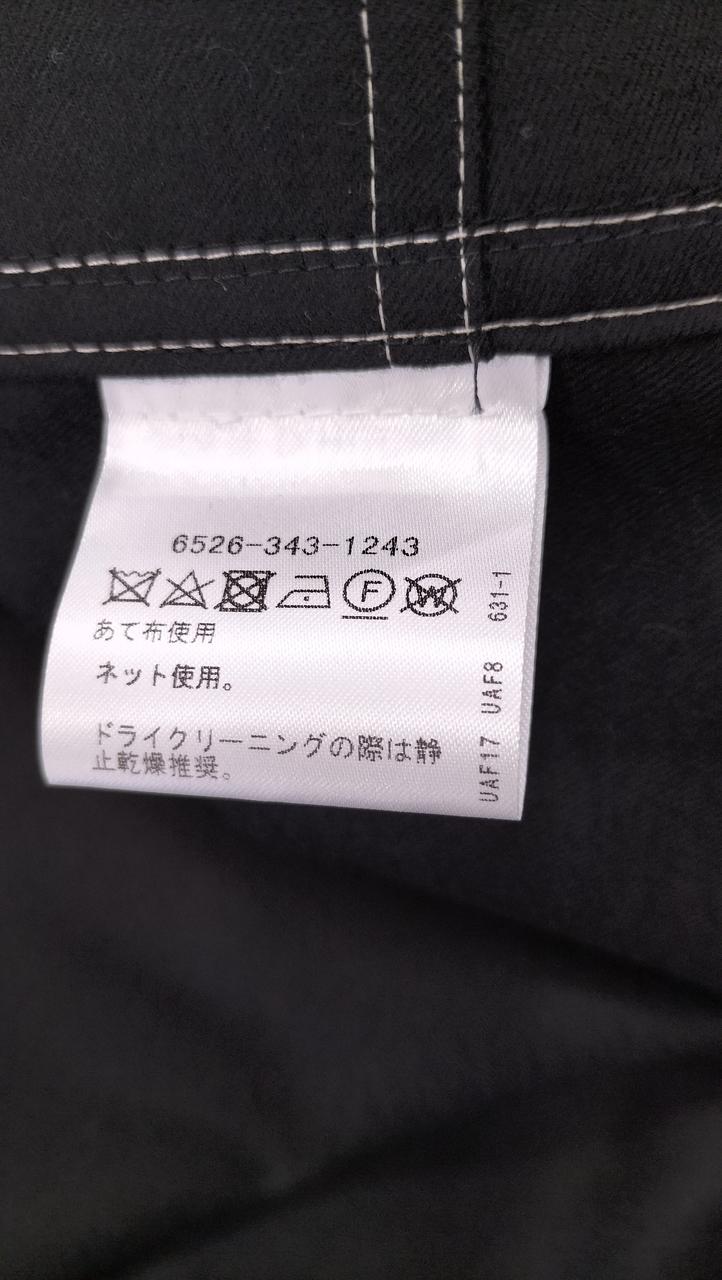 6526-343-1243
あて布使用
ネット使用。
ドライクリーニングの際は静
止乾燥推奨。
UAF17 UAF8 631-1